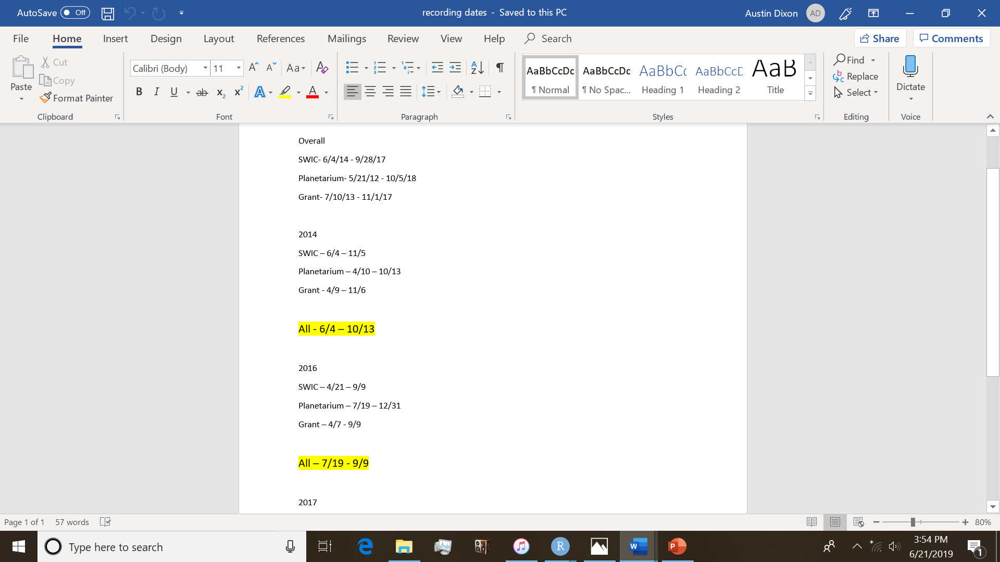 AutoSave Off
recording dates - Saved to this PC
Austin Dixon AD
File Home Insert Design Layout References Mailings Review View Help Search
Share Comments
Paste
Cut
Copy
Format Painter
Clipboard
Calibri (Body) 11
Aa
B I U ab x2 x2 A A
Font
Paragraph
AaBbCcDc AaBbCcDc AaBbCc AaBbCcD AaB
¶ Normal ¶ No Spac... Heading 1 Heading 2 Title
Styles
Find
Replace
Select
Editing
Dictate
Voice
Overall
SWIC- 6/4/14 - 9/28/17
Planetarium- 5/21/12 - 10/5/18
Grant- 7/10/13 - 11/1/17
2014
SWIC – 6/4 – 11/5
Planetarium – 4/10 – 10/13
Grant - 4/9 – 11/6
All - 6/4 – 10/13
2016
SWIC – 4/21 – 9/9
Planetarium – 7/19 – 12/31
Grant – 4/7 - 9/9
All – 7/19 - 9/9
2017
Page 1 of 1 57 words
80%
Type here to search
3:54 PM
6/21/2019
1